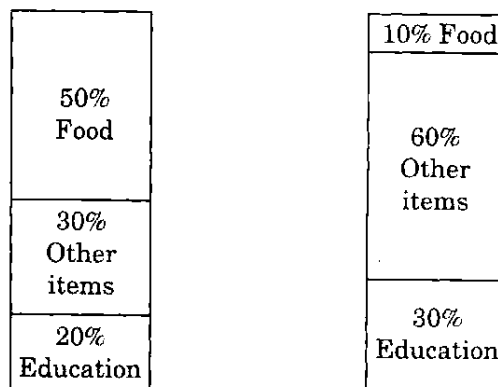 50%
Food
30%
Other
items
20%
Education
10% Food
60%
Other
items
30%
Education